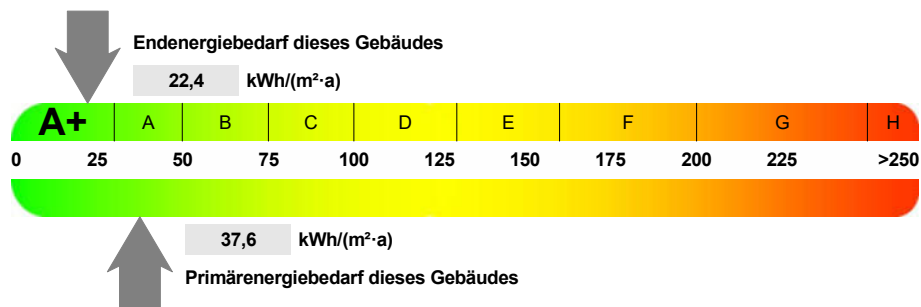 Endenergiebedarf dieses Gebäudes
22,4 kWh/(m²·a)
A+ A B C D E F G H
0 25 50 75 100 125 150 175 200 225 >250
37,6 kWh/(m²·a)
Primärenergiebedarf dieses Gebäudes